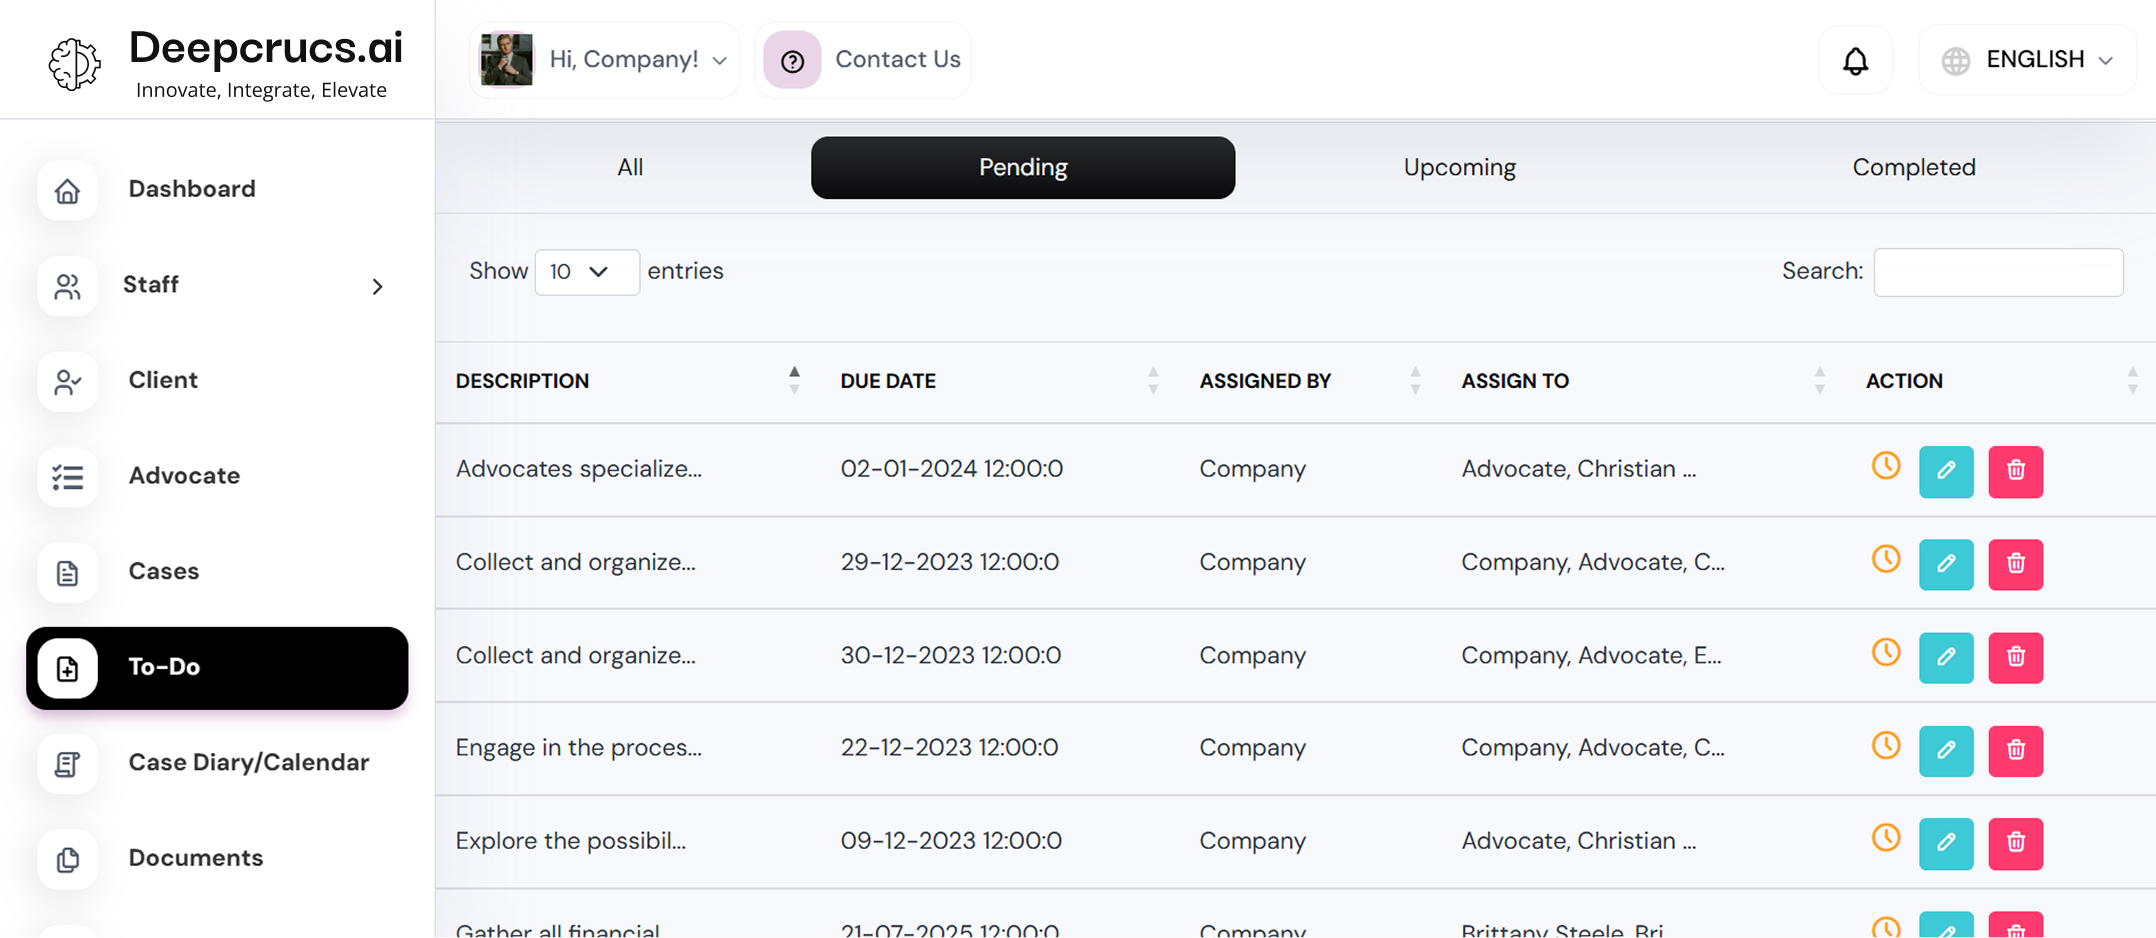 Deepcrucs.ai
Innovate, Integrate, Elevate
Hi, Company!
Contact Us
ENGLISH
Dashboard
Staff
Client
Advocate
Cases
To-Do
Case Diary/Calendar
Documents
All Pending Upcoming Completed
Show 10 entries
Search:
DESCRIPTION DUE DATE ASSIGNED BY ASSIGN TO ACTION
Advocates specialize... 02-01-2024 12:00:0 Company Advocate, Christian ...
Collect and organize... 29-12-2023 12:00:0 Company Company, Advocate, C...
Collect and organize... 30-12-2023 12:00:0 Company Company, Advocate, E...
Engage in the proces... 22-12-2023 12:00:0 Company Company, Advocate, C...
Explore the possibil... 09-12-2023 12:00:0 Company Advocate, Christian ...
Gather all financial 21-07-2025 12:00:0 Company Brittany Steele, Bri